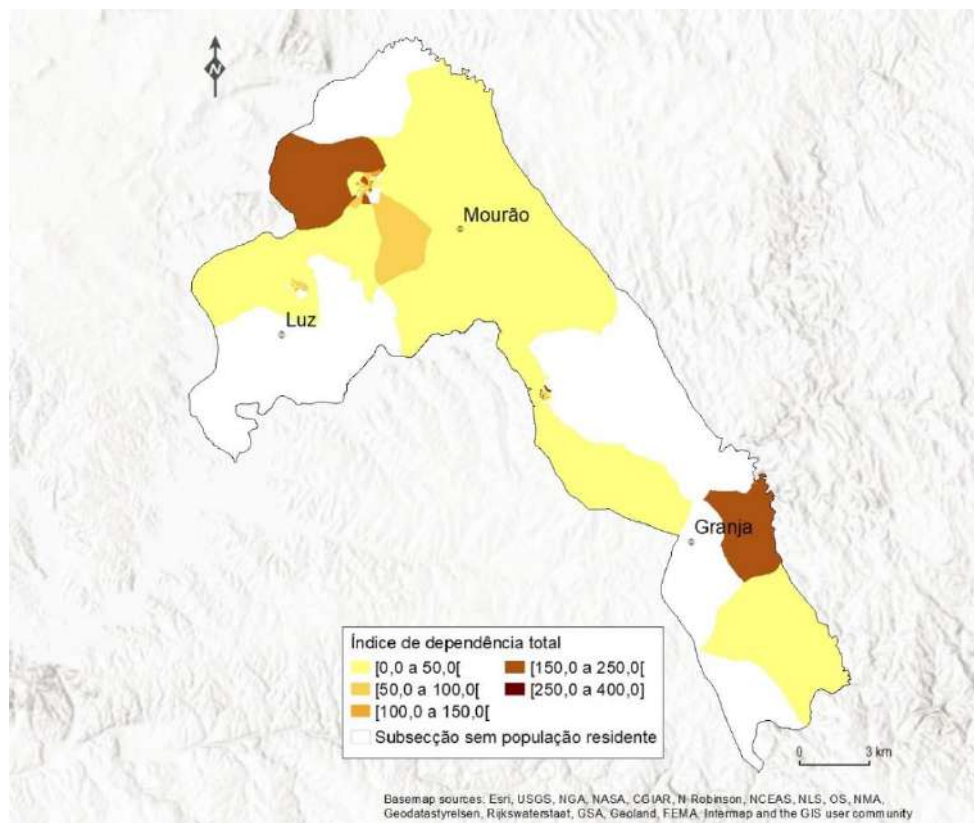 N
Mourão
Luz
Granja
Índice de dependência total
[0,0 a 50,0[
[150,0 a 250,0[
[50,0 a 100,0[
[250,0 a 400,0]
[100,0 a 150,0[
Subsecção sem população residente
0 3 km
Basemap sources: Esri, USGS, NGA, NASA, CGIAR, N Robinson, NCEAS, NLS, OS, NMA,
Geodatastyrelsen, Rijkswaterstaat, GSA, Geoland, FEMA, Intermap and the GIS user community